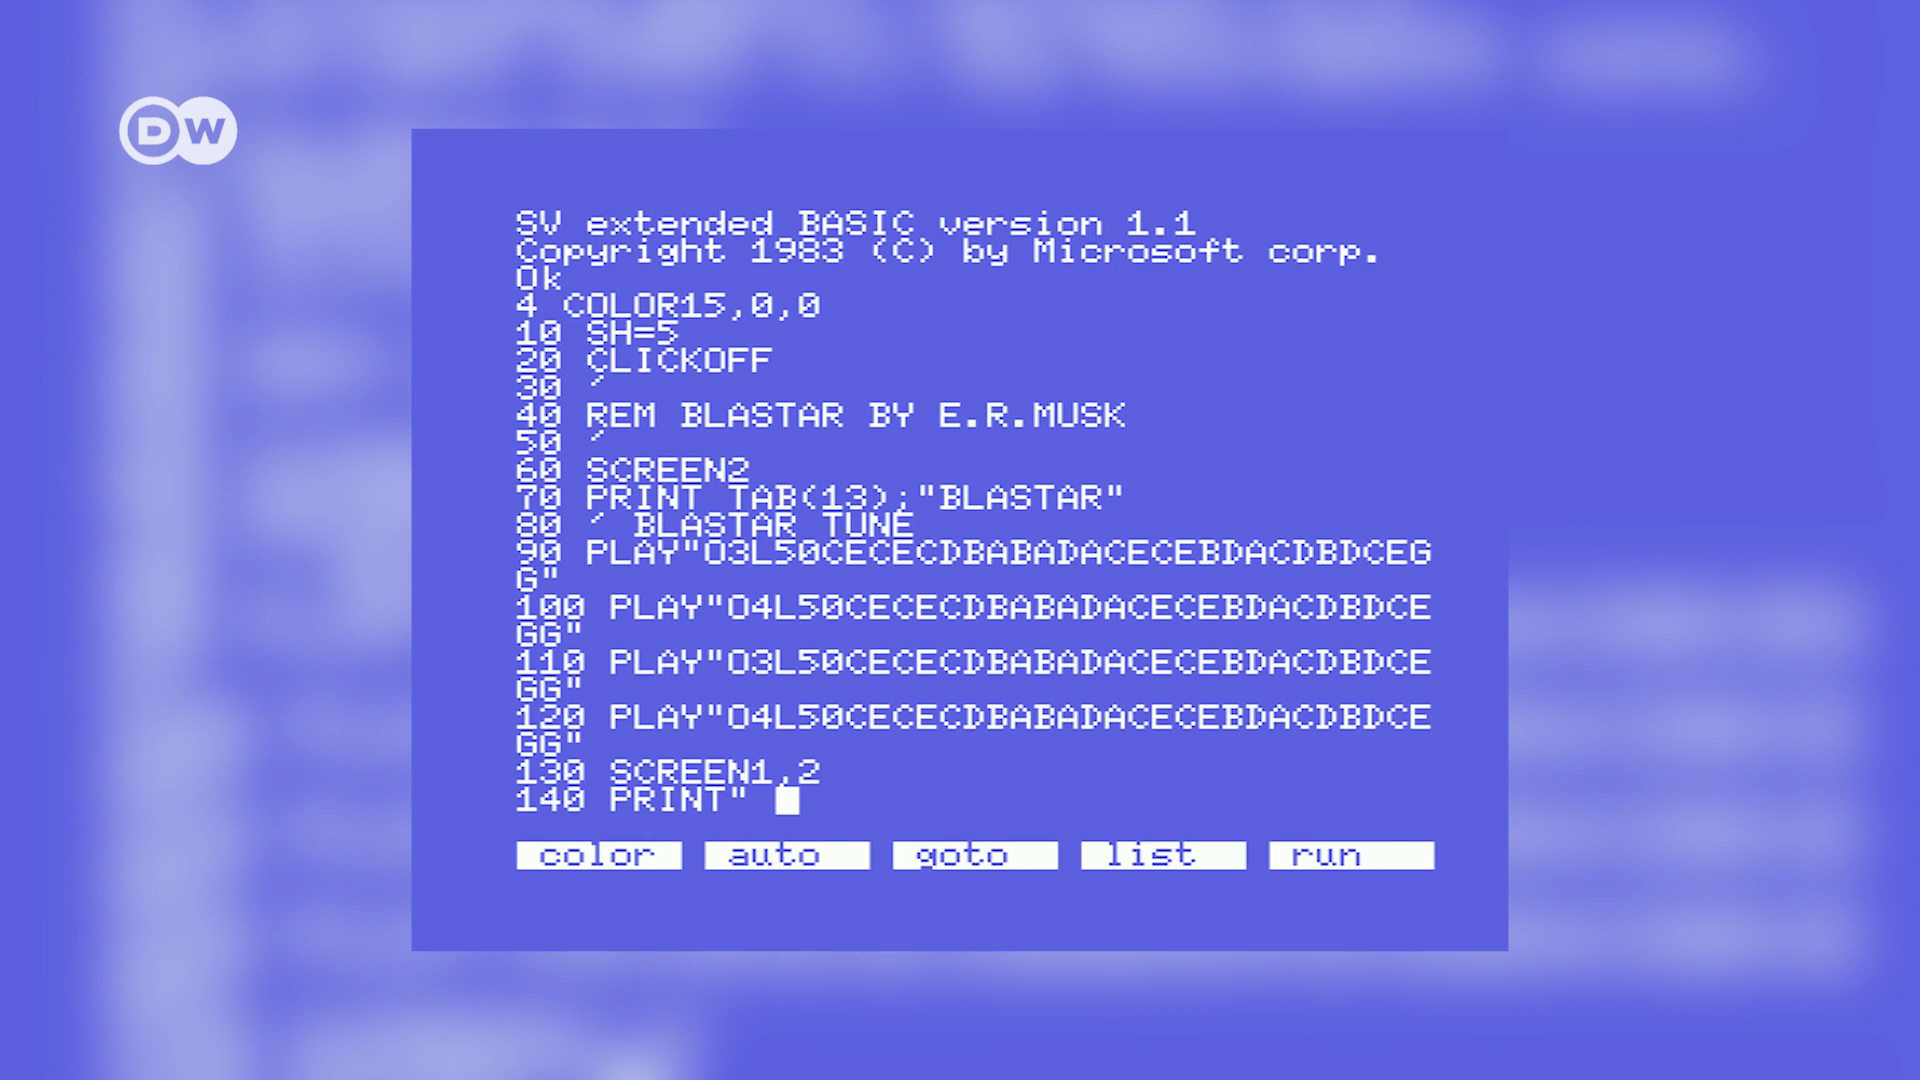 DW
SV extended BASIC version 1.1
Copyright 1983 (C) by Microsoft corp.
Ok
4 COLOR15,0,0
10 SH=5
20 CLICKOFF
30 '
40 REM BLASTAR BY E.R.MUSK
50 '
60 SCREEN2
70 PRINT TAB(13);"BLASTAR"
80 ' BLASTAR TUNE
90 PLAY"O3L50CECECDBABADACECEBDACDBDCEG
G"
100 PLAY"O4L50CECECDBABADACECEBDACDBDCE
GG"
110 PLAY"O3L50CECECDBABADACECEBDACDBDCE
GG"
120 PLAY"O4L50CECECDBABADACECEBDACDBDCE
GG"
130 SCREEN1,2
140 PRINT"
color auto goto list run